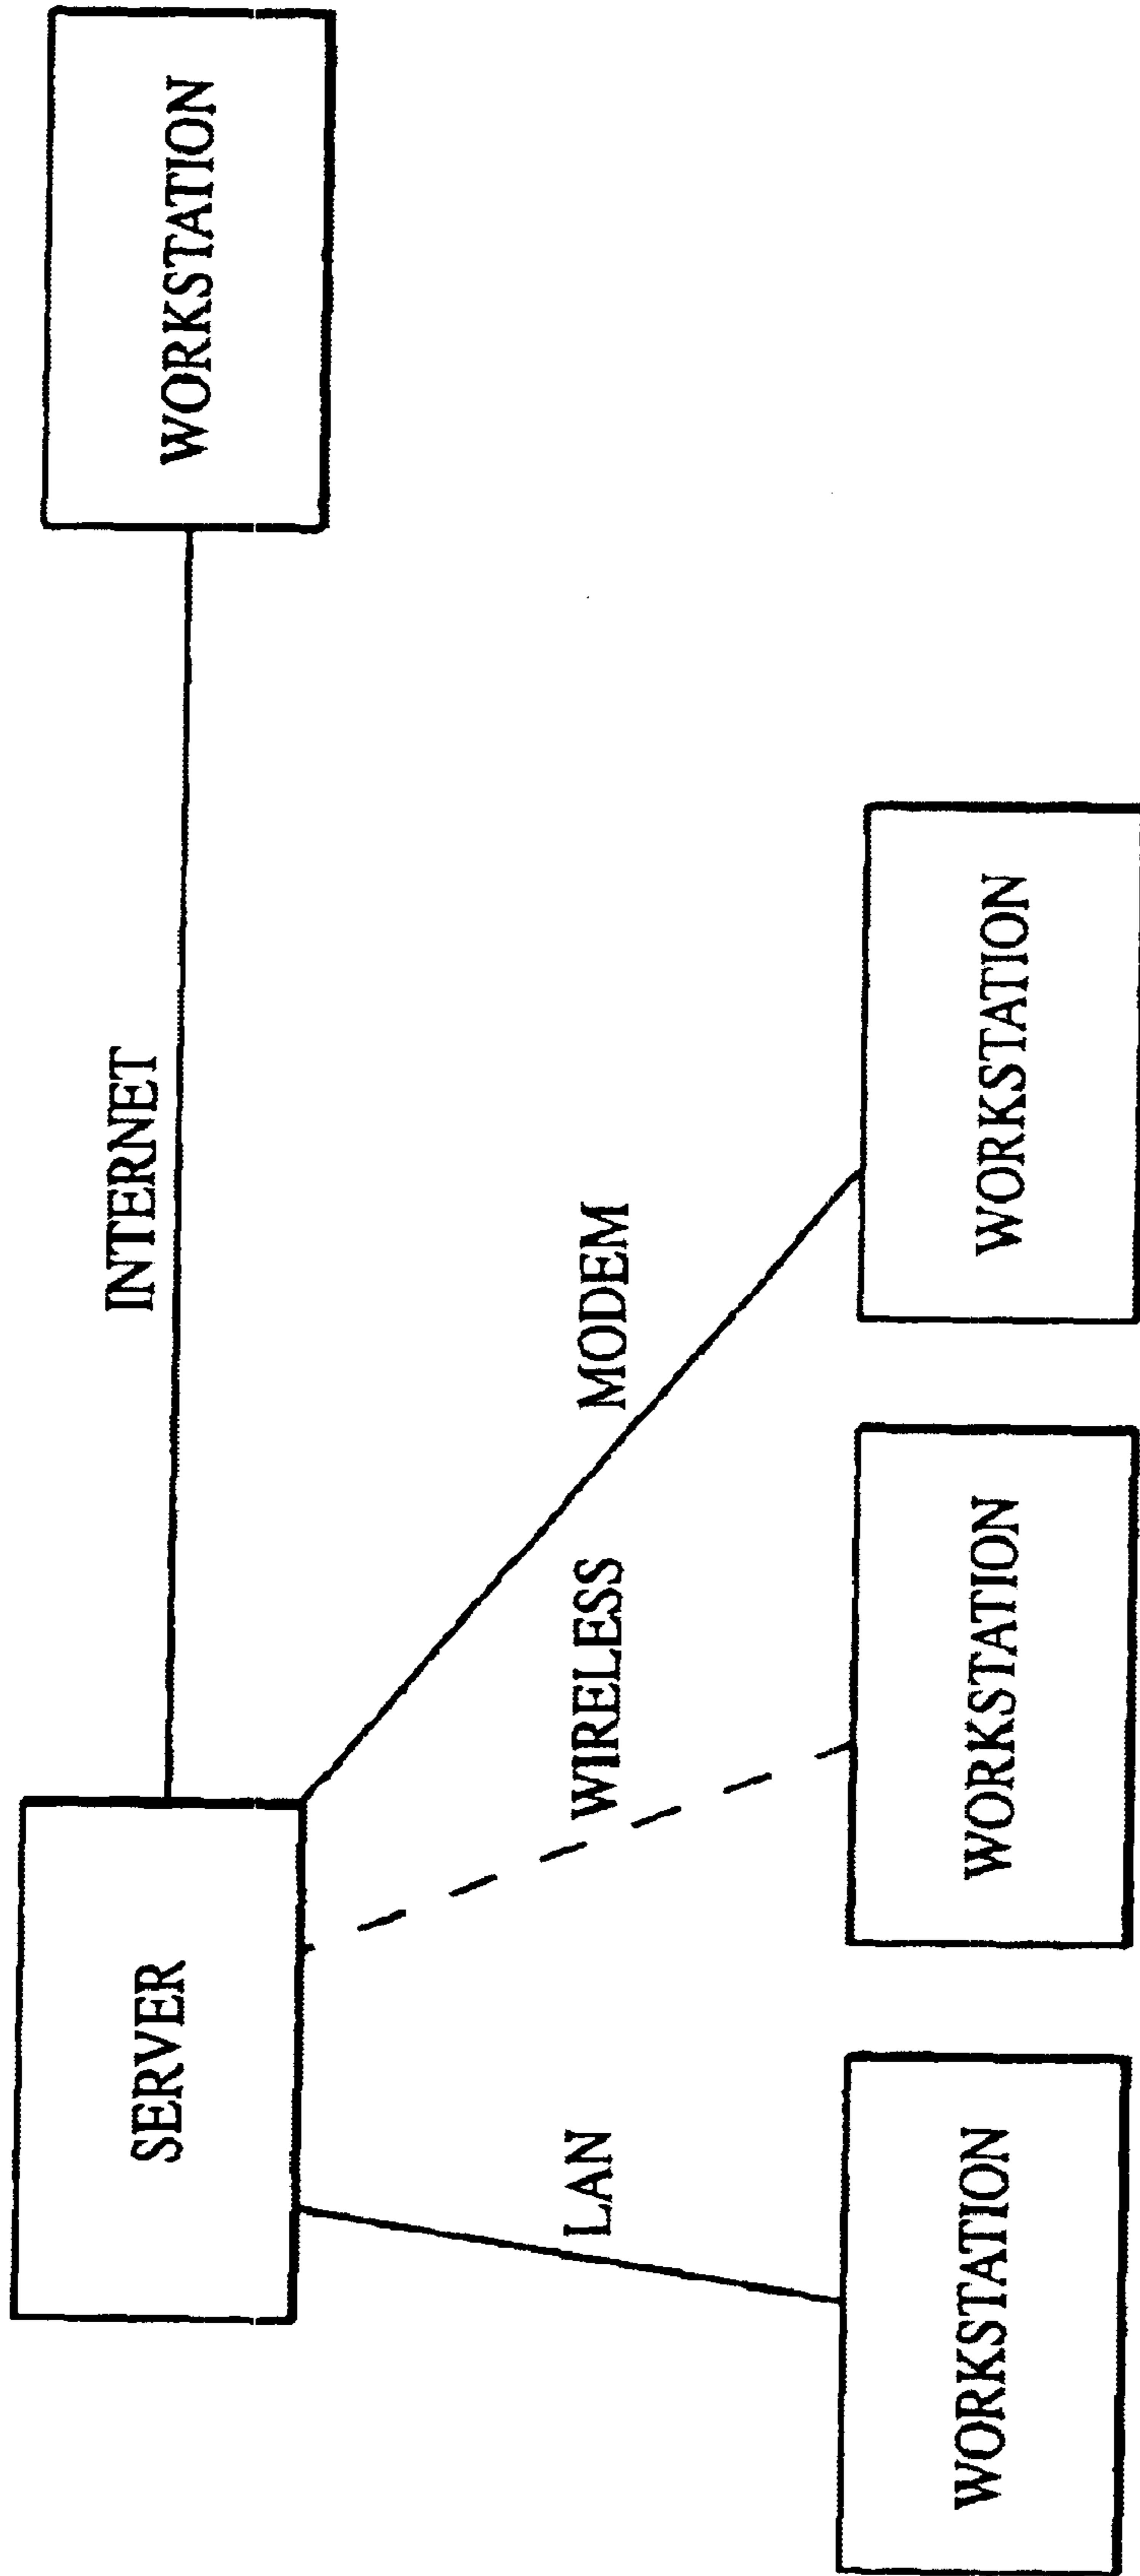 SERVER
INTERNET
WORKSTATION
LAN
WIRELESS
MODEM
WORKSTATION
WORKSTATION
WORKSTATION